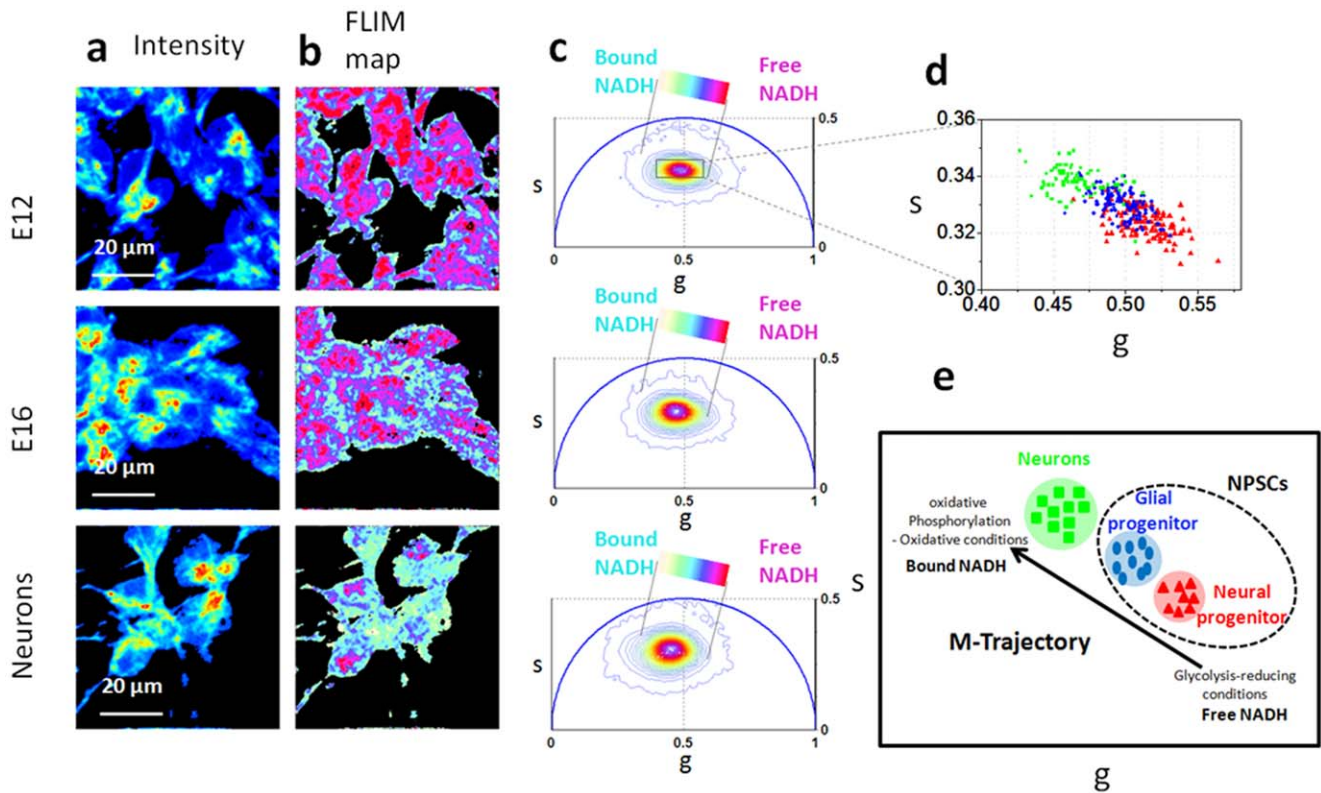 a Intensity
b FLIM
map
E12
20 µm
E16
20 µm
Neurons
20 µm
c
Bound
NADH
Free
NADH
0.5
S
0
0
0.5
1
g
Bound
NADH
Free
NADH
0.5
S
0
0
0.5
1
g
Bound
NADH
Free
NADH
0.5
S
0
0
0.5
1
g
d
0.36
0.34
S
0.32
0.30
0.40
0.45
0.50
0.55
g
e
S
Neurons
NPSCs
Glial
progenitor
oxidative
Phosphorylation
- Oxidative conditions
Bound NADH
Neural
progenitor
M-Trajectory
Glycolysis-reducing
conditions
Free NADH
g